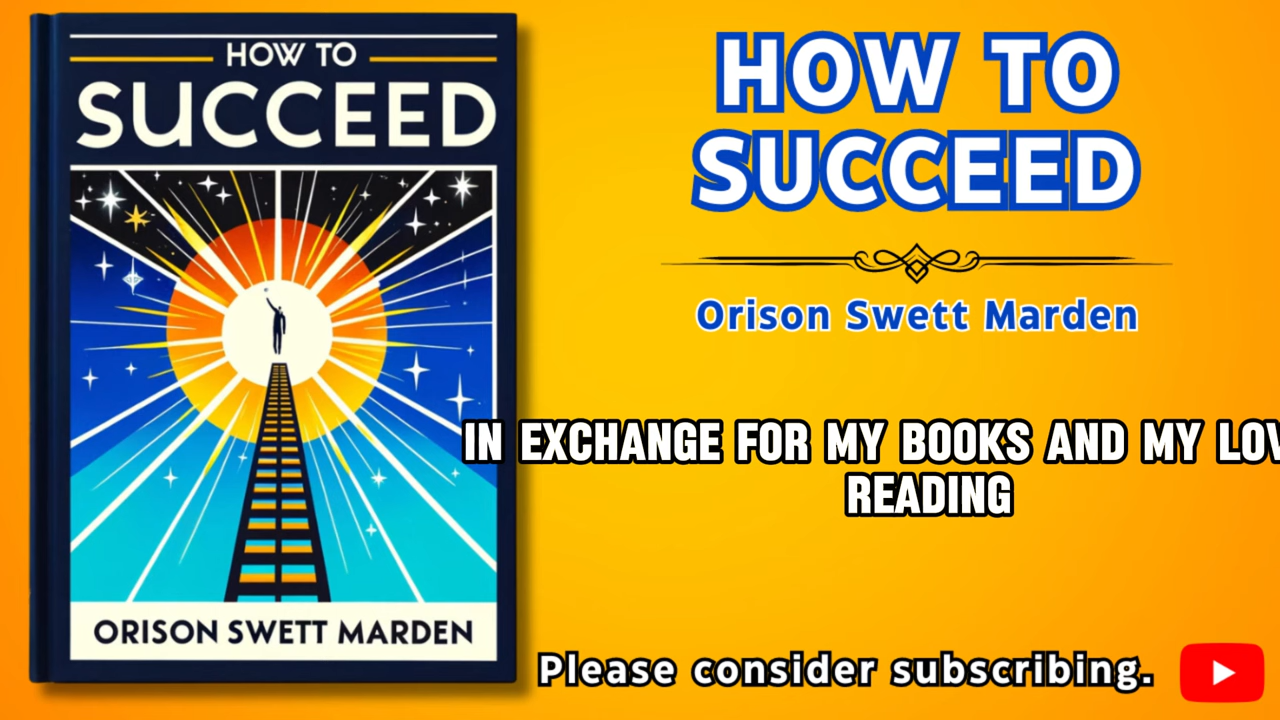 HOW TO
SUCCEED
ORISON SWETT MARDEN
HOW TO
SUCCEED
Orison Swett Marden
IN EXCHANGE FOR MY BOOKS AND MY
READING
Please consider subscribing.